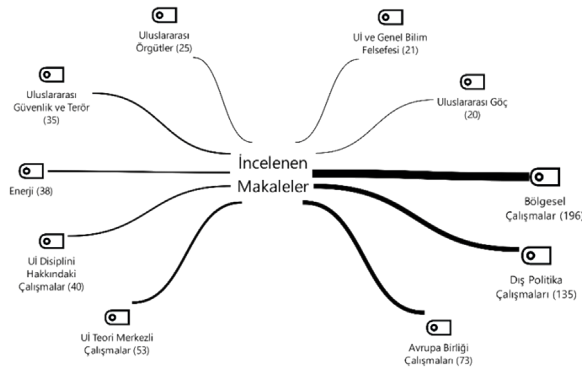 Uluslararası
Örgütler (25)
Uİ ve Genel Bilim
Felsefesi (21)
Uluslararası
Güvenlik ve Terör
(35)
Uluslararası Göç
(20)
İncelenen
Makaleler
Enerji (38)
Bölgesel
Çalışmalar (196)
Uİ Disiplini
Hakkındaki
Çalışmalar (40)
Dış Politika
Çalışmaları (135)
Uİ Teori Merkezli
Çalışmalar (53)
Avrupa Birliği
Çalışmaları (73)